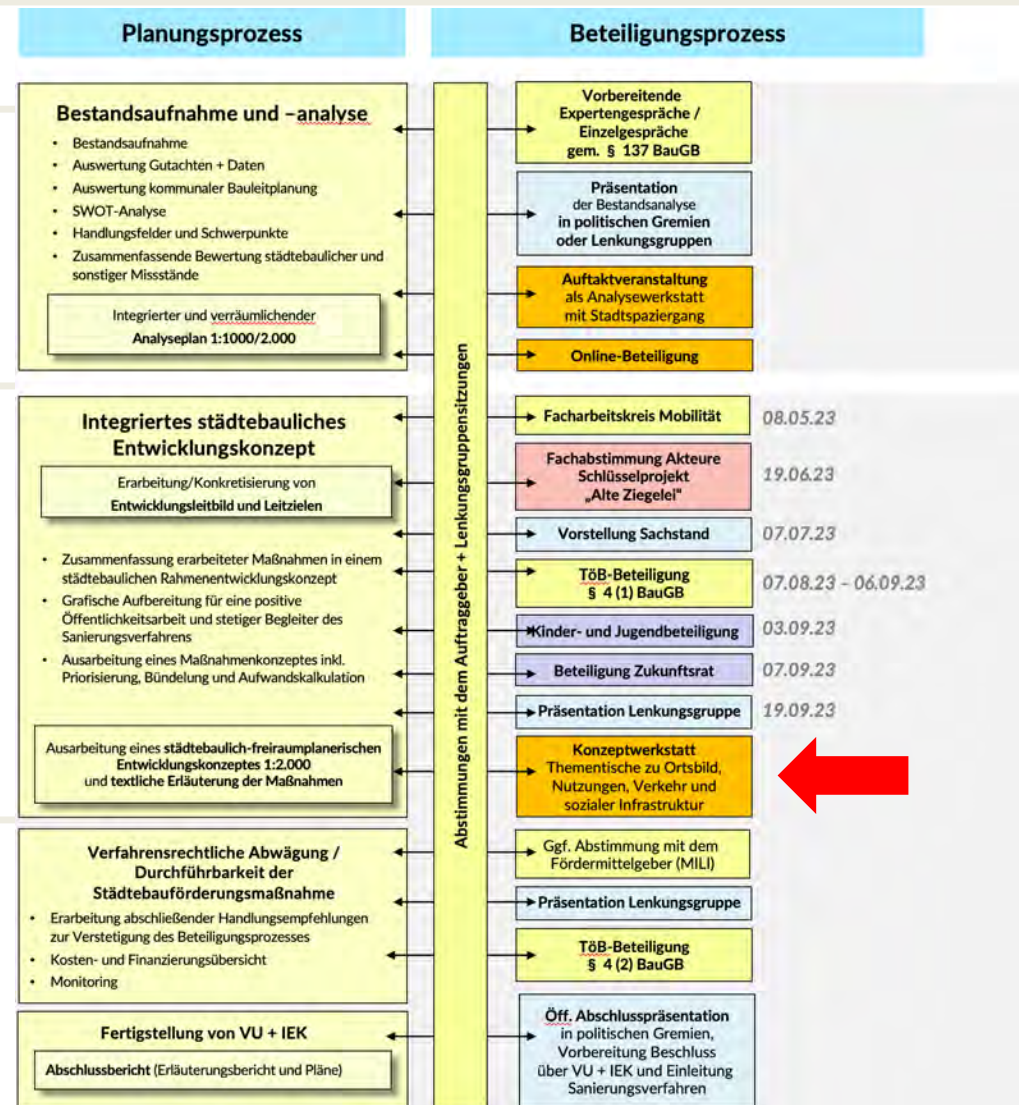 Planungsprozess
Beteiligungsprozess
Bestandsaufnahme und –analyse
• Bestandsaufnahme
• Auswertung Gutachten + Daten
• Auswertung kommunaler Bauleitplanung
• SWOT-Analyse
• Handlungsfelder und Schwerpunkte
• Zusammenfassende Bewertung städtebaulicher und
sonstiger Missstände
Integrierter und verräumlichender
Analyseplan 1:1000/2.000
Integriertes städtebauliches
Entwicklungskonzept
Erarbeitung/Konkretisierung von
Entwicklungsleitbild und Leitzielen
• Zusammenfassung erarbeiteter Maßnahmen in einem
städtebaulichen Rahmenentwicklungskonzept
• Grafische Aufbereitung für eine positive
Öffentlichkeitsarbeit und stetiger Begleiter des
Sanierungsverfahrens
• Ausarbeitung eines Maßnahmenkonzeptes inkl.
Priorisierung, Bündelung und Aufwandskalkulation
Ausarbeitung eines städtebaulich-freiraumplanerischen
Entwicklungskonzeptes 1:2.000
und textliche Erläuterung der Maßnahmen
Verfahrensrechtliche Abwägung /
Durchführbarkeit der
Städtebauförderungsmaßnahme
• Erarbeitung abschließender Handlungsempfehlungen
zur Verstetigung des Beteiligungsprozesses
• Kosten- und Finanzierungsübersicht
• Monitoring
Fertigstellung von VU + IEK
Abschlussbericht (Erläuterungsbericht und Pläne)
Abstimmungen mit dem Auftraggeber + Lenkungsgruppensitzungen
Vorbereitende
Expertengespräche /
Einzelgespräche
gem. § 137 BauGB
Präsentation
der Bestandsanalyse
in politischen Gremien
oder Lenkungsgruppen
Auftaktveranstaltung
als Analysewerkstatt
mit Stadtspaziergang
Online-Beteiligung
Facharbeitskreis Mobilität
08.05.23
Fachabstimmung Akteure
Schlüsselprojekt
„Alte Ziegelei"
19.06.23
Vorstellung Sachstand
07.07.23
TöB-Beteiligung
§ 4 (1) BauGB
07.08.23 – 06.09.23
Kinder- und Jugendbeteiligung
03.09.23
Beteiligung Zukunftsrat
07.09.23
Präsentation Lenkungsgruppe
19.09.23
Konzeptwerkstatt
Thementische zu Ortsbild,
Nutzungen, Verkehr und
sozialer Infrastruktur
Ggf. Abstimmung mit dem
Fördermittelgeber (MILI)
Präsentation Lenkungsgruppe
TöB-Beteiligung
§ 4 (2) BauGB
Öff. Abschlusspräsentation
in politischen Gremien,
Vorbereitung Beschluss
über VU + IEK und Einleitung
Sanierungsverfahren